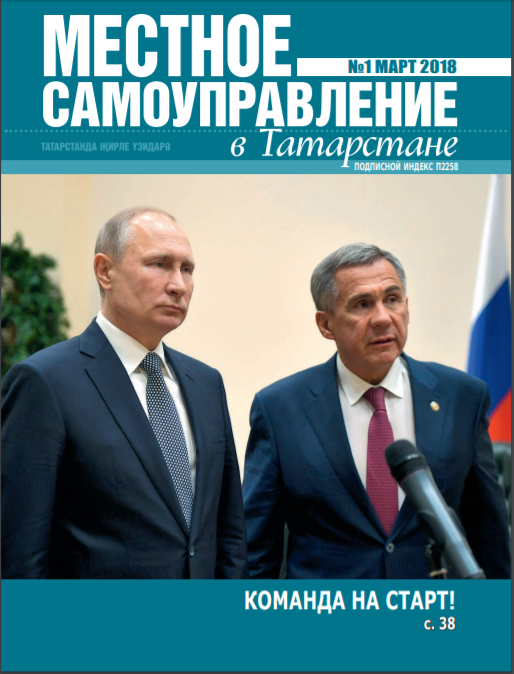 МЕСТНОЕ
№1 МАРТ 2018
САМОУПРАВЛЕНИЕ
ТАТАРСТАНДА ҖИРЛЕ ҮЗИДАРӘ
в Татарстане
ПОДПИСНОЙ ИНДЕКС П2258
КОМАНДА НА СТАРТ!
с. 38